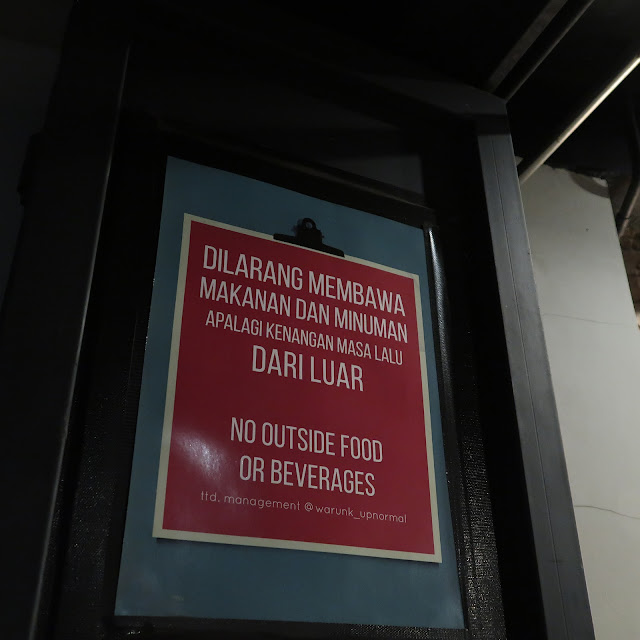 DILARANG MEMBAWA
MAKANAN DAN MINUMAN
APALAGI KENANGAN MASA LALU
DARI LUAR
NO OUTSIDE FOOD
OR BEVERAGES
ttd. management @warunk_upnormal